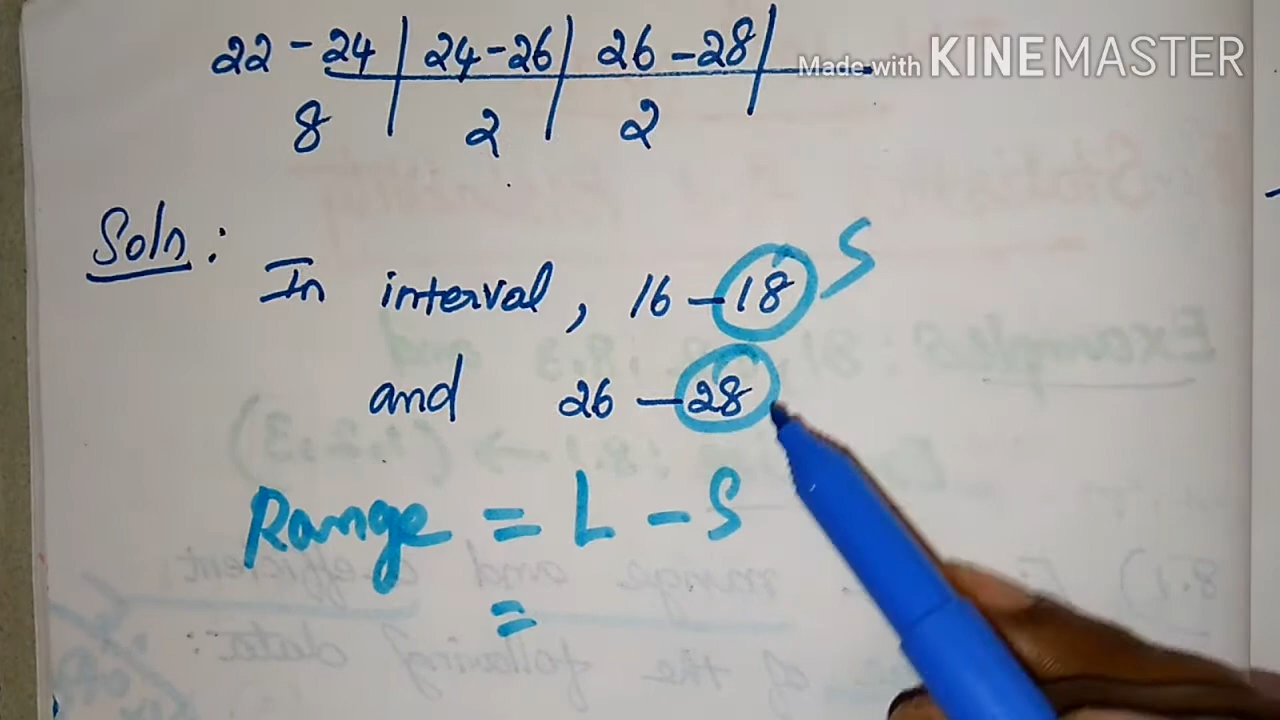 22 - 24 | 24 - 26 | 26 - 28 |
Made with KINEMASTER
8 | 2 | 2
Soln :
In interval, 16 - 18 S
and 26 - 28
Range = L - S
=